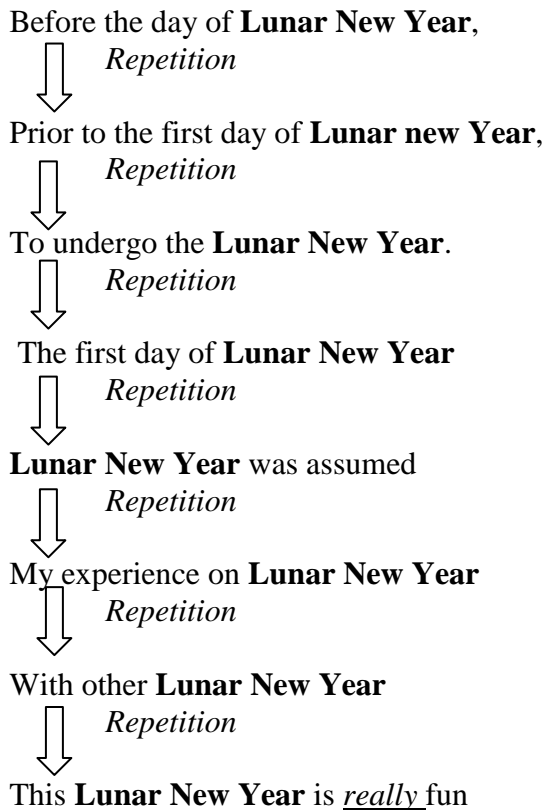 Before the day of Lunar New Year,
Repetition
Prior to the first day of Lunar new Year,
Repetition
To undergo the Lunar New Year.
Repetition
The first day of Lunar New Year
Repetition
Lunar New Year was assumed
Repetition
My experience on Lunar New Year
Repetition
With other Lunar New Year
Repetition
This Lunar New Year is really fun